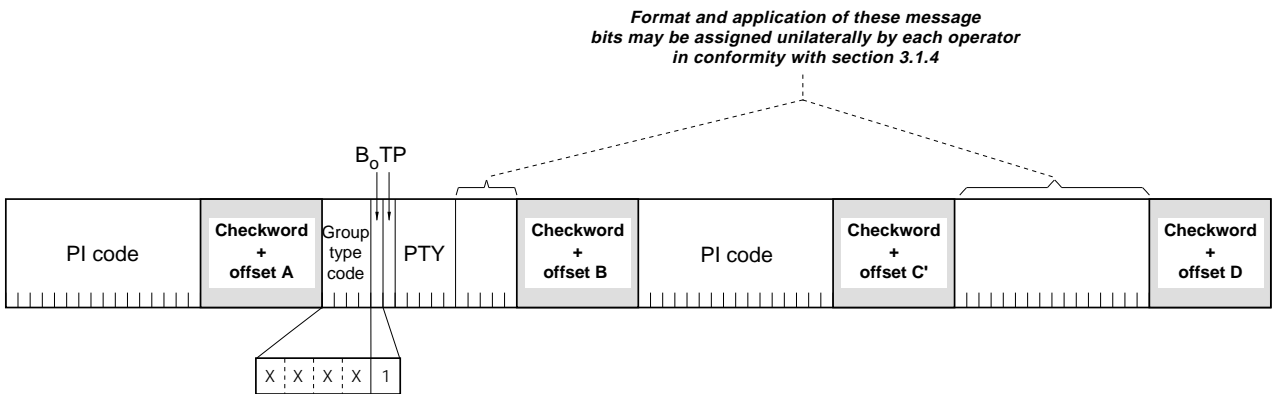 Format and application of these message
bits may be assigned unilaterally by each operator
in conformity with section 3.1.4
BoTP
PI code
Checkword
+
offset A
Group
type
code
PTY
Checkword
+
offset B
PI code
Checkword
+
offset C'
Checkword
+
offset D
X X X X 1